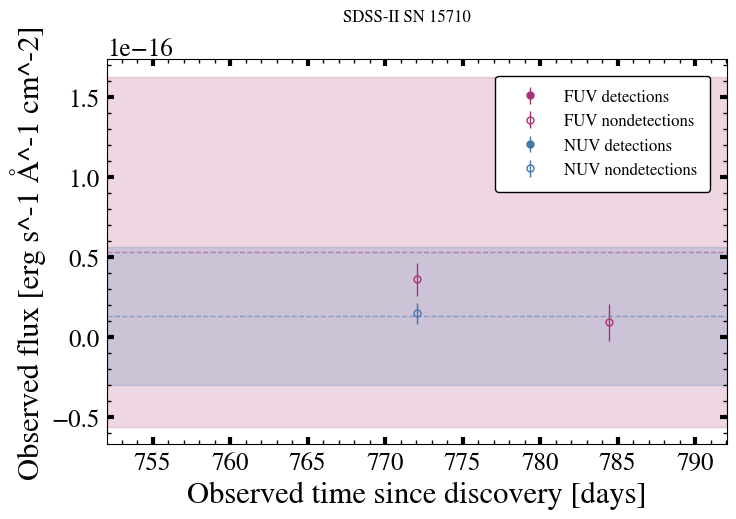 SDSS-II SN 15710
1e−16
Observed flux [erg s^-1 Å^-1 cm^-2]
1.5
1.0
0.5
0.0
−0.5
FUV detections
FUV nondetections
NUV detections
NUV nondetections
755 760 765 770 775 780 785 790
Observed time since discovery [days]